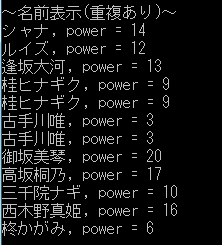 ～名前表示(重複あり)～
シャナ, power = 14
ルイズ, power = 12
逢坂大河, power = 13
桂ヒナギク, power = 9
桂ヒナギク, power = 9
古手川唯, power = 3
古手川唯, power = 3
御坂美琴, power = 20
高坂桐乃, power = 17
三千院ナギ, power = 10
西木野真姫, power = 16
柊かがみ, power = 6